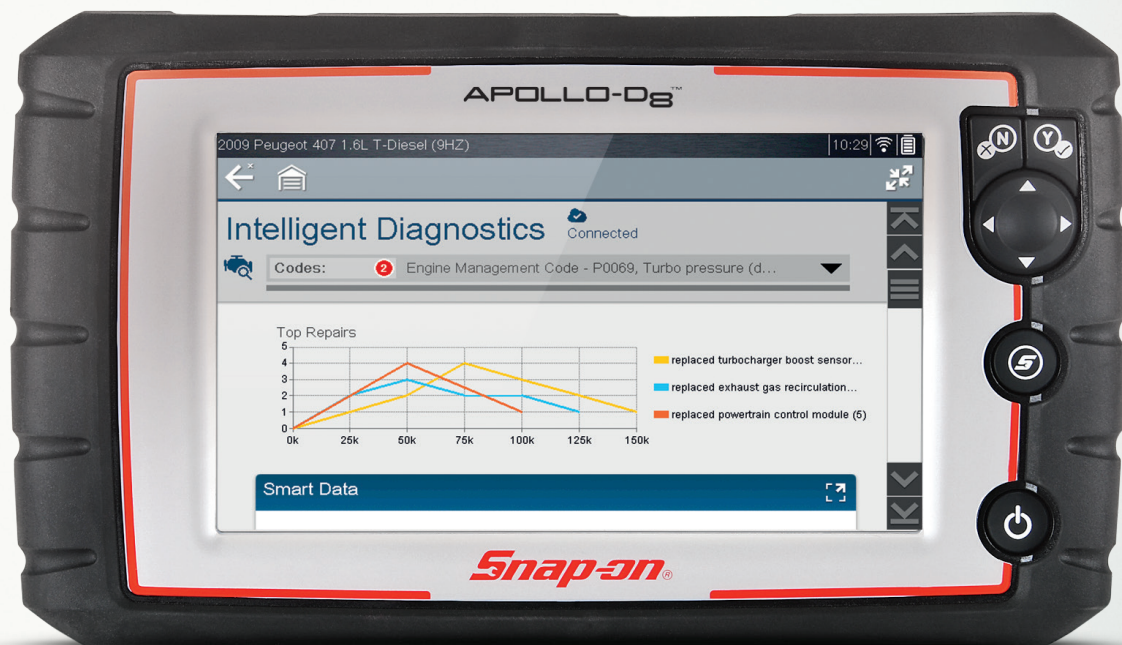 APOLLO-D8™
2009 Peugeot 407 1.6L T-Diesel (9HZ) 10:29
Intelligent Diagnostics
Connected
Codes: 2 Engine Management Code - P0069, Turbo pressure (d...
Top Repairs
5
4
3
2
1
0
0k 25k 50k 75k 100k 125k 150k
replaced turbocharger boost sensor...
replaced exhaust gas recirculation...
replaced powertrain control module (5)
Smart Data
N
Y
S
Snap-on®